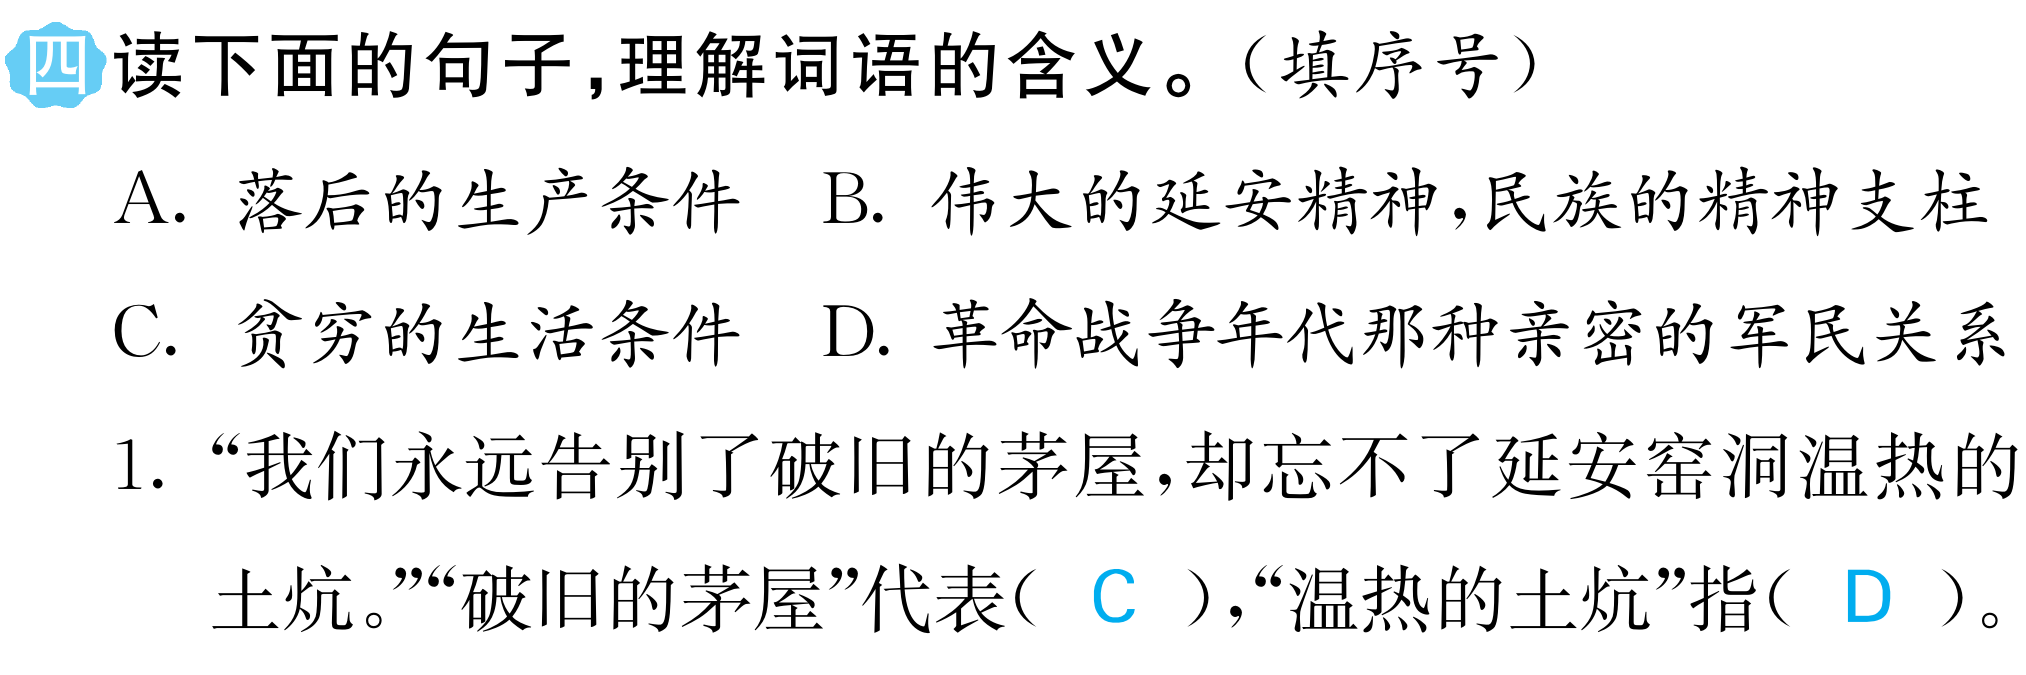 四 读下面的句子,理解词语的含义。(填序号)
A. 落后的生产条件 B. 伟大的延安精神,民族的精神支柱
C. 贫穷的生活条件 D. 革命战争年代那种亲密的军民关系
1. “我们永远告别了破旧的茅屋,却忘不了延安窑洞温热的
土炕。”“破旧的茅屋”代表( C ),“温热的土炕”指( D )。